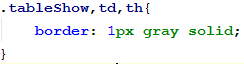 .tableShow,td,th{
border: 1px gray solid;
}